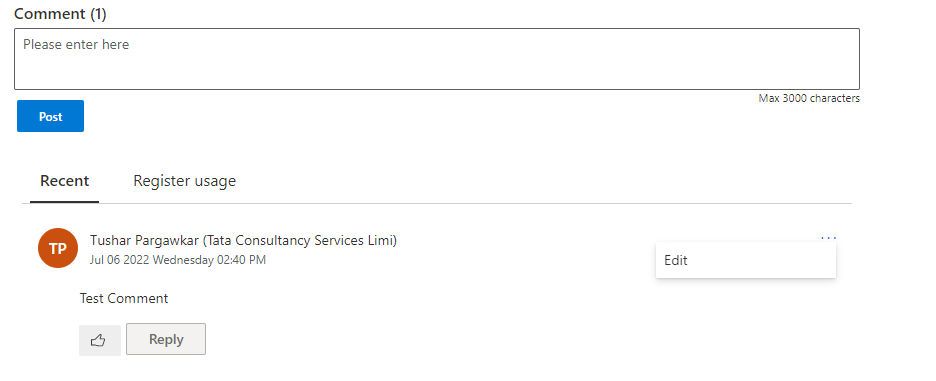 Comment (1)
Please enter here
Max 3000 characters
Post
Recent
Register usage
TP
Tushar Pargawkar (Tata Consultancy Services Limi)
...
Jul 06 2022 Wednesday 02:40 PM
Edit
Test Comment
Reply